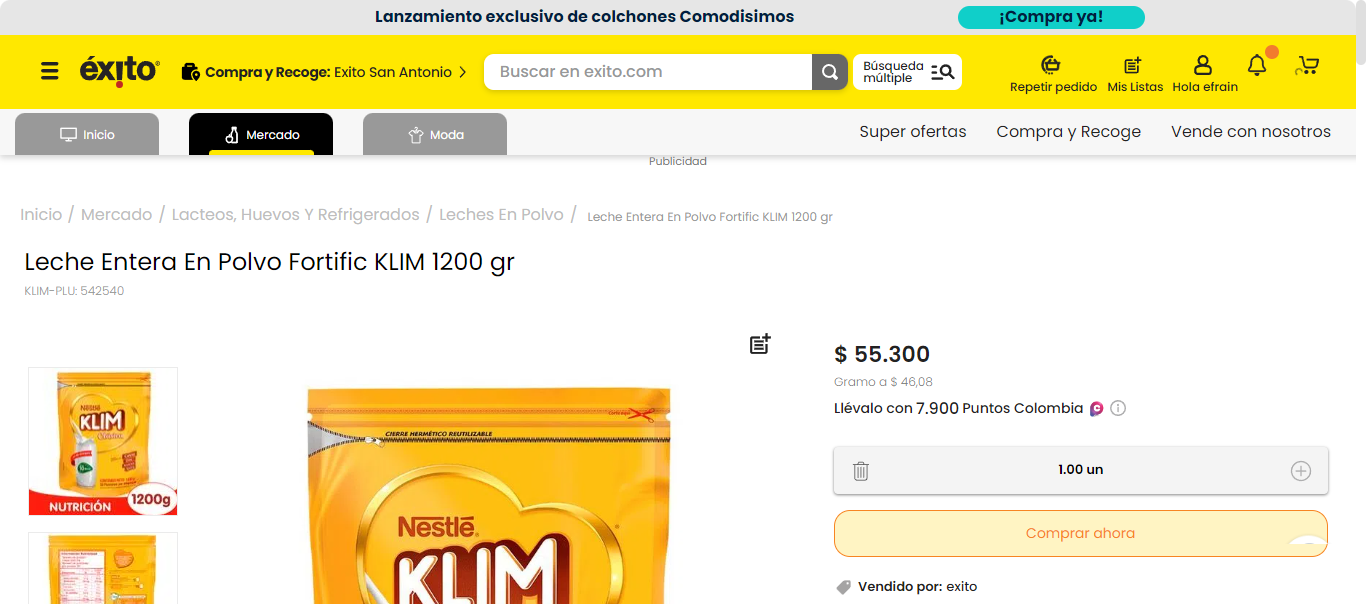 Lanzamiento exclusivo de colchones Comodisimos
¡Compra ya!
éxito
Compra y Recoge: Exito San Antonio
Buscar en exito.com
Búsqueda
múltiple
Repetir pedido
Mis Listas
Hola efrain
Inicio
Mercado
Moda
Super ofertas
Compra y Recoge
Vende con nosotros
Publicidad
Inicio / Mercado / Lacteos, Huevos Y Refrigerados / Leches En Polvo / Leche Entera En Polvo Fortific KLIM 1200 gr
Leche Entera En Polvo Fortific KLIM 1200 gr
KLIM-PLU: 542540
$ 55.300
Gramo a $ 46,08
Llévalo con 7.900 Puntos Colombia
1.00 un
Comprar ahora
Vendido por: exito
Nestlé
KLIM
NUTRICIÓN
1200g
CIERRE HERMÉTICO REUTILIZABLE
Nestlé
KLIM